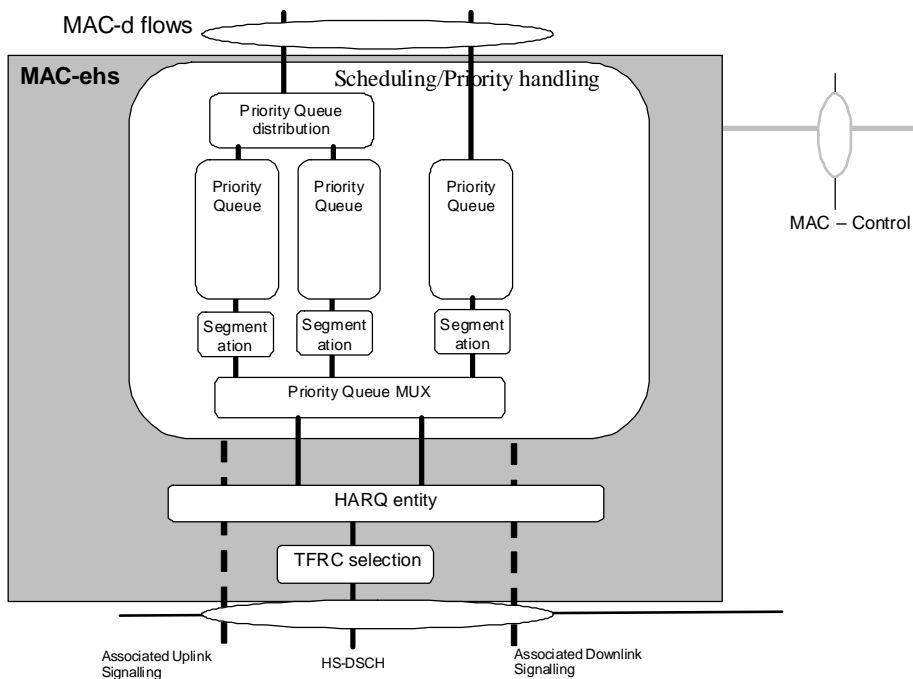 MAC-d flows
MAC-ehs
Scheduling/Priority handling
Priority Queue
distribution
Priority
Queue
Priority
Queue
Priority
Queue
MAC – Control
Segment
ation
Segment
ation
Segment
ation
Priority Queue MUX
HARQ entity
TFRC selection
Associated Uplink
Signalling
HS-DSCH
Associated Downlink
Signalling